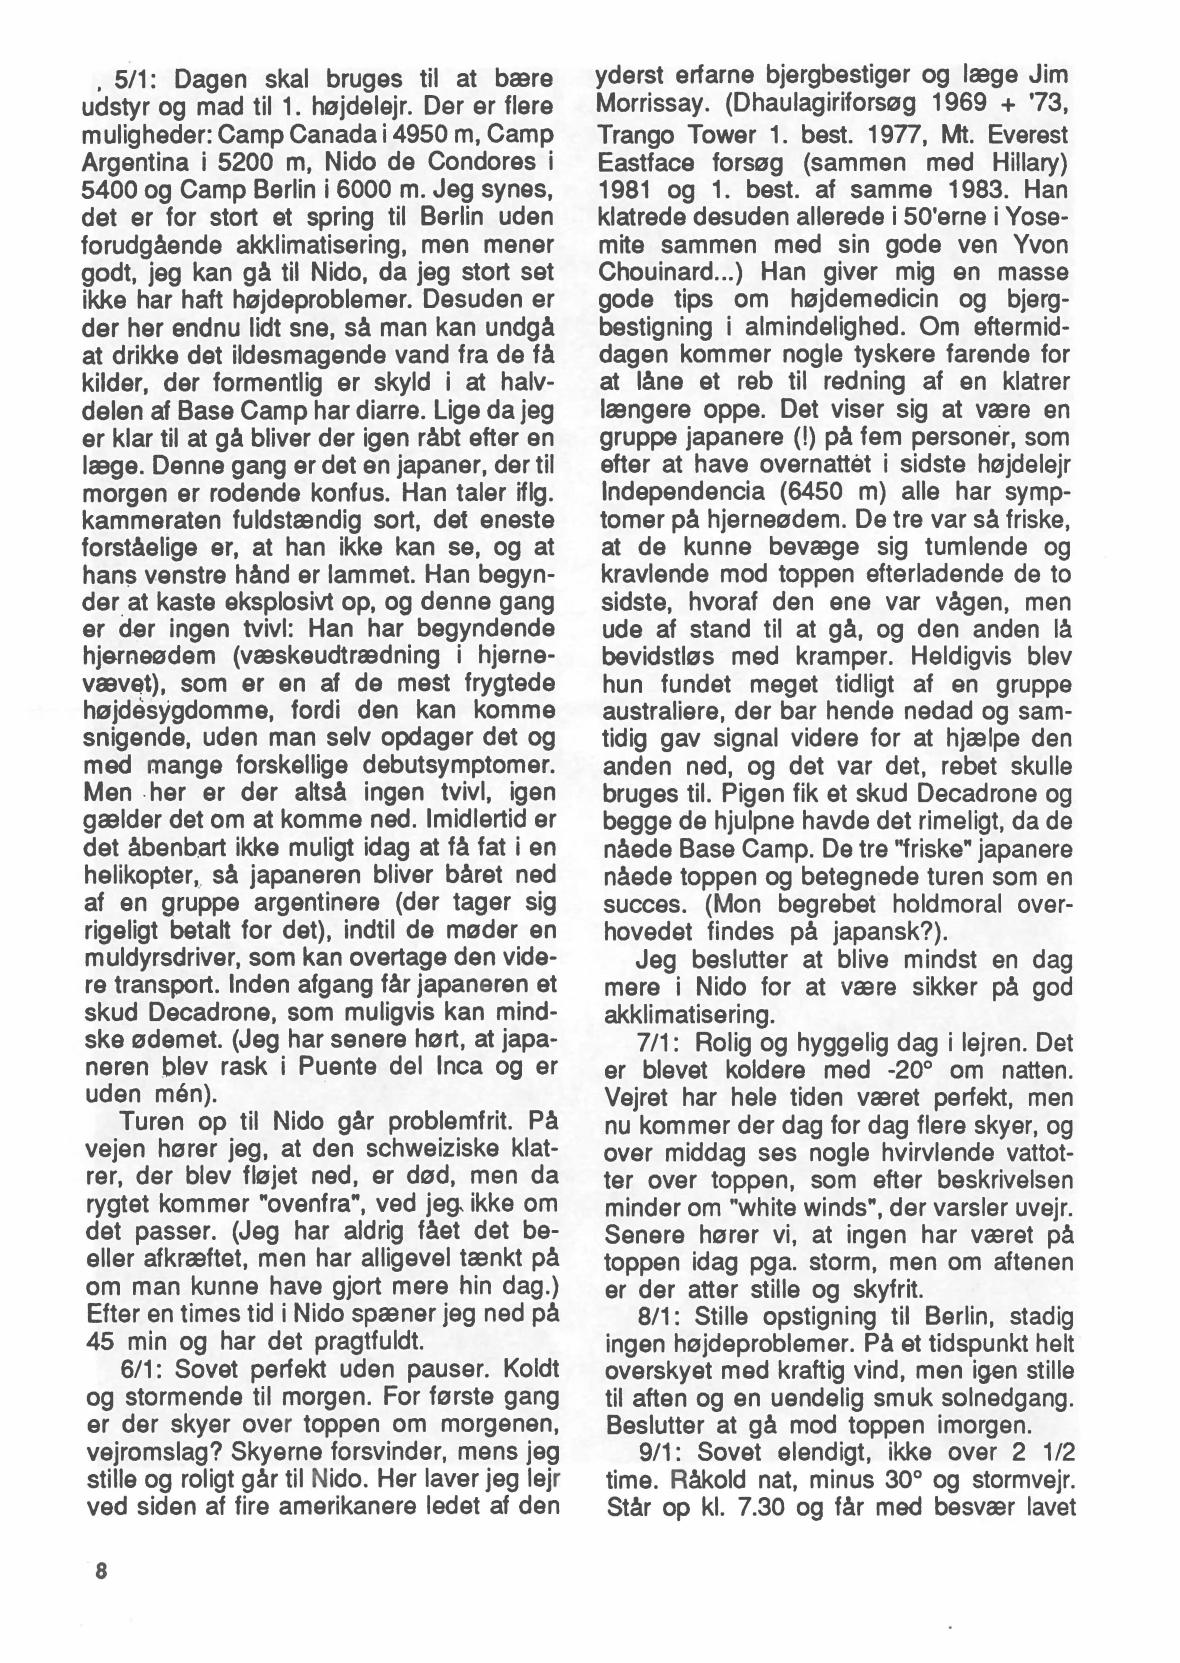 5/1: Dagen skal bruges til at bære
udstyr og mad til 1. højdelejr. Der er flere
muligheder: Camp Canada i 4950 m, Camp
Argentina i 5200 m, Nido de Condores i
5400 og Camp Berlin i 6000 m. Jeg synes,
det er for stort et spring til Berlin uden
forudgående akklimatisering, men mener
godt, jeg kan gå til Nido, da jeg stort set
ikke har haft højdeproblemer. Desuden er
der her endnu lidt sne, så man kan undgå
at drikke det ildesmagende vand fra de få
kilder, der formentlig er skyld i at halv-
delen af Base Camp har diarre. Lige da jeg
er klar til at gå bliver der igen råbt efter en
læge. Denne gang er det en japaner, der til
morgen er rodende konfus. Han taler iflg.
kammeraten fuldstændig sort, det eneste
forståelige er, at han ikke kan se, og at
hans venstre hånd er lammet. Han begyn-
der at kaste eksplosivt op, og denne gang
er der ingen tvivl: Han har begyndende
hjerneødem (væskeudtrædning i hjerne-
vævet), som er en af de mest frygtede
højdesygdomme, fordi den kan komme
snigende, uden man selv opdager det og
med mange forskellige debutsymptomer.
Men her er der altså ingen tvivl, igen
gælder det om at komme ned. Imidlertid er
det åbenbart ikke muligt idag at få fat i en
helikopter, så japaneren bliver båret ned
af en gruppe argentinere (der tager sig
rigeligt betalt for det), indtil de møder en
muldyrsdriver, som kan overtage den vide-
re transport. Inden afgang får japaneren et
skud Decadrone, som muligvis kan mind-
ske ødemet. (Jeg har senere hørt, at japa-
neren blev rask i Puente del Inca og er
uden mén).
Turen op til Nido går problemfrit. På
vejen hører jeg, at den schweiziske klat-
rer, der blev fløjet ned, er død, men da
rygtet kommer "ovenfra", ved jeg ikke om
det passer. (Jeg har aldrig fået det be-
eller afkræftet, men har alligevel tænkt på
om man kunne have gjort mere hin dag.)
Efter en times tid i Nido spæner jeg ned på
45 min og har det pragtfuldt.
6/1: Sovet perfekt uden pauser. Koldt
og stormende til morgen. For første gang
er der skyer over toppen om morgenen,
vejromslag? Skyerne forsvinder, mens jeg
stille og roligt går til Nido. Her laver jeg lejr
ved siden af fire amerikanere ledet af den
yderst erfarne bjergbestiger og læge Jim
Morrissay. (Dhaulagiriforsøg 1969 + '73,
Trango Tower 1. best. 1977, Mt. Everest
Eastface forsøg (sammen med Hillary)
1981 og 1. best. af samme 1983. Han
klatrede desuden allerede i 50'erne i Yose-
mite sammen med sin gode ven Yvon
Chouinard...) Han giver mig en masse
gode tips om højdemedicin og bjerg-
bestigning i almindelighed. Om eftermid-
dagen kommer nogle tyskere farende for
at låne et reb til redning af en klatrer
længere oppe. Det viser sig at være en
gruppe japanere (!) på fem personer, som
efter at have overnattet i sidste højdelejr
Independencia (6450 m) alle har symp-
tomer på hjerneødem. De tre var så friske,
at de kunne bevæge sig tumlende og
kravlende mod toppen efterladende de to
sidste, hvoraf den ene var vågen, men
ude af stand til at gå, og den anden lå
bevidstløs med kramper. Heldigvis blev
hun fundet meget tidligt af en gruppe
australiere, der bar hende nedad og sam-
tidig gav signal videre for at hjælpe den
anden ned, og det var det, rebet skulle
bruges til. Pigen fik et skud Decadrone og
begge de hjulpne havde det rimeligt, da de
nåede Base Camp. De tre "friske" japanere
nåede toppen og betegnede turen som en
succes. (Mon begrebet holdmoral over-
hovedet findes på japansk?).
Jeg beslutter at blive mindst en dag
mere i Nido for at være sikker på god
akklimatisering.
7/1: Rolig og hyggelig dag i lejren. Det
er blevet koldere med -20° om natten.
Vejret har hele tiden været perfekt, men
nu kommer der dag for dag flere skyer, og
over middag ses nogle hvirvlende vattot-
ter over toppen, som efter beskrivelsen
minder om "white winds", der varsler uvejr.
Senere hører vi, at ingen har været på
toppen idag pga. storm, men om aftenen
er der atter stille og skyfrit.
8/1: Stille opstigning til Berlin, stadig
ingen højdeproblemer. På et tidspunkt helt
overskyet med kraftig vind, men igen stille
til aften og en uendelig smuk solnedgang.
Beslutter at gå mod toppen imorgen.
9/1: Sovet elendigt, ikke over 2 1/2
time. Råkold nat, minus 30° og stormvejr.
Står op kl. 7.30 og får med besvær lavet
8